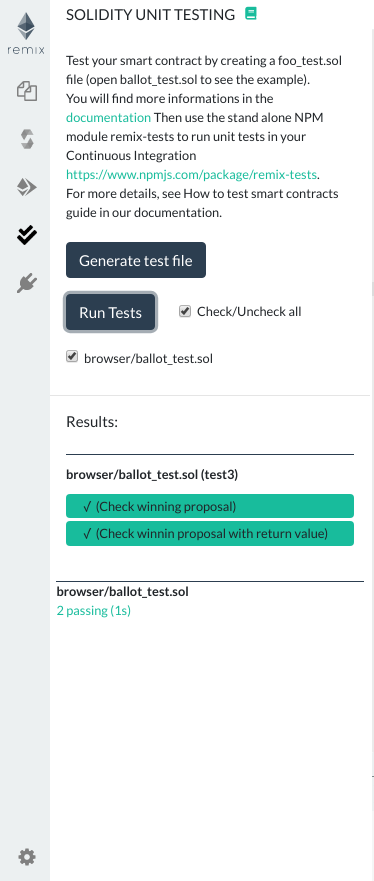 remix
SOLIDITY UNIT TESTING
Test your smart contract by creating a foo_test.sol
file (open ballot_test.sol to see the example).
You will find more informations in the
documentation Then use the stand alone NPM
module remix-tests to run unit tests in your
Continuous Integration
https://www.npmjs.com/package/remix-tests.
For more details, see How to test smart contracts
guide in our documentation.
Generate test file
Run Tests
Check/Uncheck all
browser/ballot_test.sol
Results:
browser/ballot_test.sol (test3)
✓ (Check winning proposal)
✓ (Check winnin proposal with return value)
browser/ballot_test.sol
2 passing (1s)